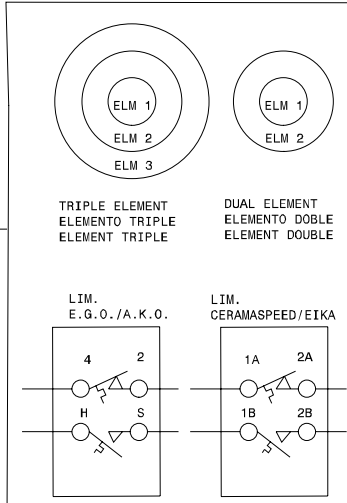 ELM 1
ELM 2
ELM 3
ELM 1
ELM 2
TRIPLE ELEMENT
ELEMENTO TRIPLE
ELEMENT TRIPLE
DUAL ELEMENT
ELEMENTO DOBLE
ELEMENT DOUBLE
LIM.
E.G.O./A.K.O.
4 2
H S
LIM.
CERAMASPEED/EIKA
1A 2A
1B 2B